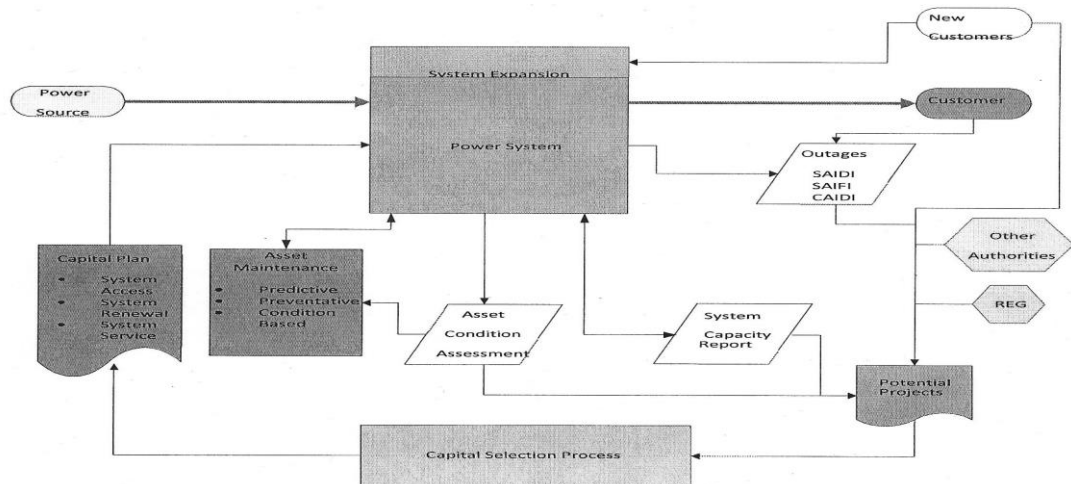 New
Customers
System Expansion
Power
Source
Customer
Power System
Outages
SAIDI
SAIFI
CAIDI
Other
Authorities
Capital Plan
• System
Access
• System
Renewal
• System
Service
Asset
Maintenance
• Predictive
• Preventative
• Condition
Based
REG
Asset
Condition
Assessment
System
Capacity
Report
Potential
Projects
Capital Selection Process